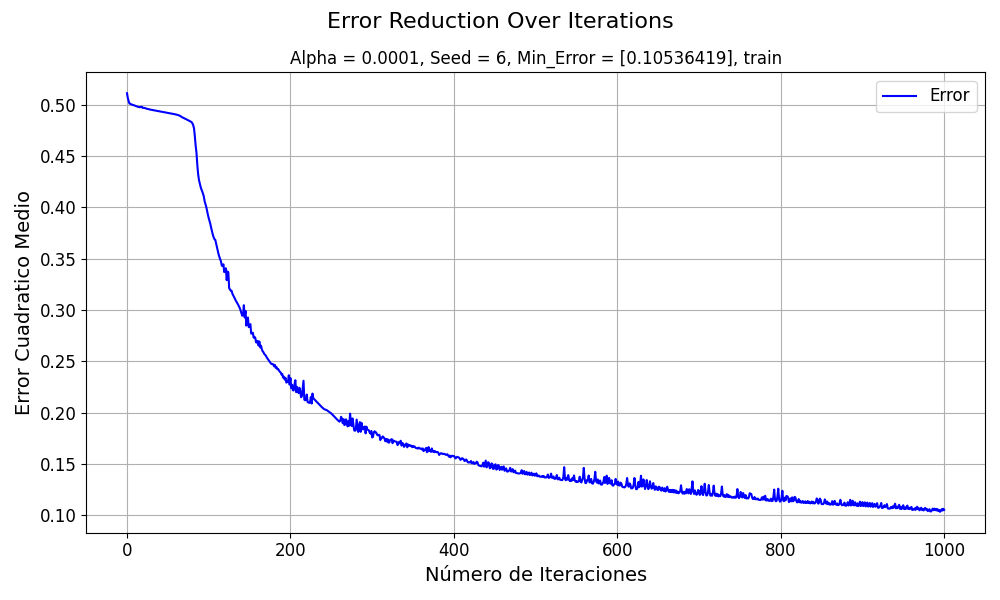 Error Reduction Over Iterations
Alpha = 0.0001, Seed = 6, Min_Error = [0.10536419], train
Error
0.50
0.45
0.40
0.35
0.30
0.25
0.20
0.15
0.10
Error Cuadratico Medio
0 200 400 600 800 1000
Número de Iteraciones